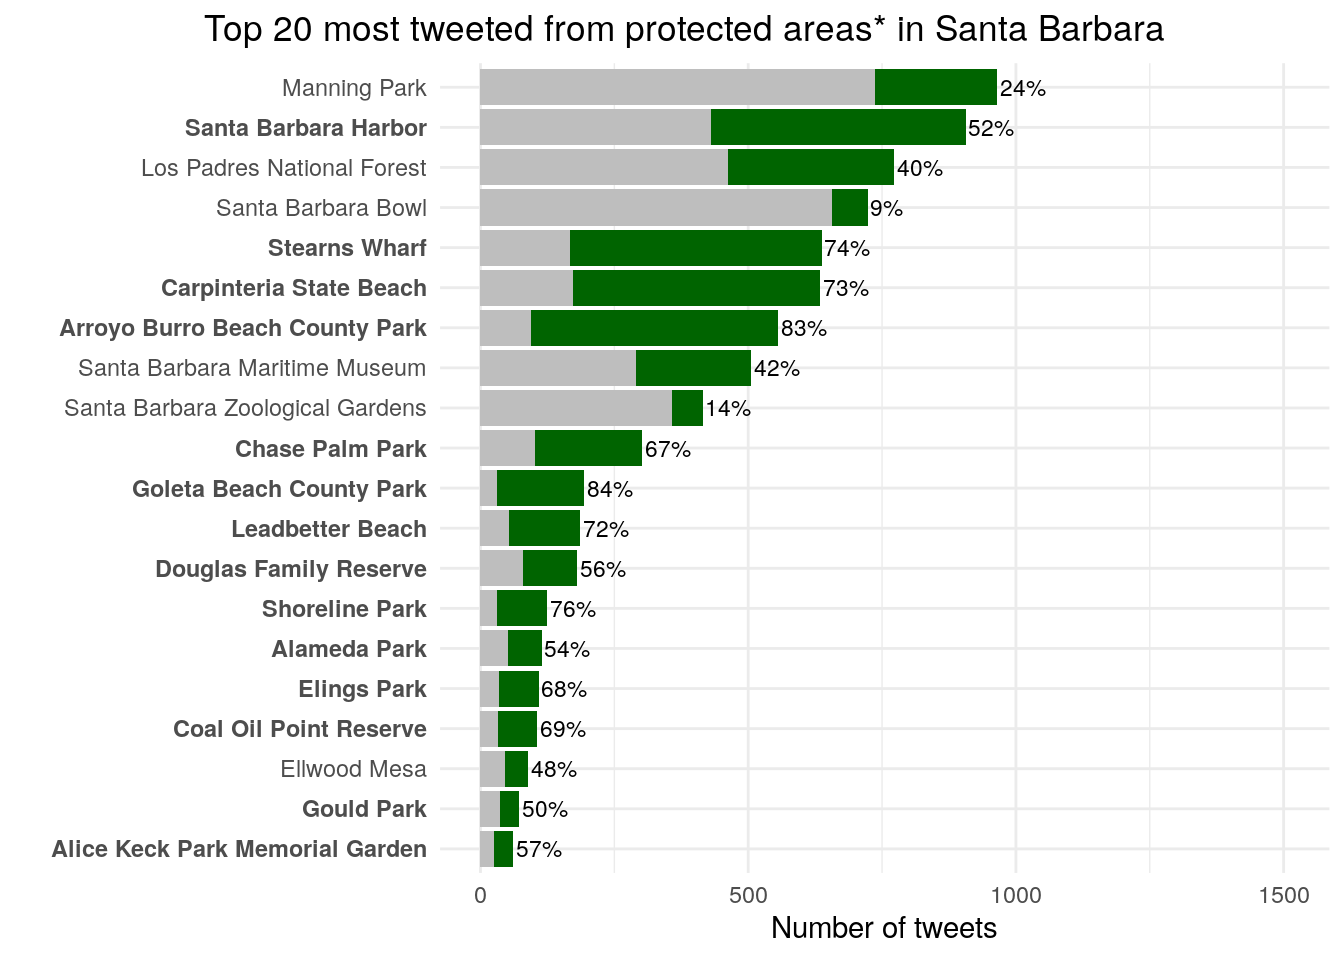 Top 20 most tweeted from protected areas* in Santa Barbara
Manning Park 24%
Santa Barbara Harbor 52%
Los Padres National Forest 40%
Santa Barbara Bowl 9%
Stearns Wharf 74%
Carpinteria State Beach 73%
Arroyo Burro Beach County Park 83%
Santa Barbara Maritime Museum 42%
Santa Barbara Zoological Gardens 14%
Chase Palm Park 67%
Goleta Beach County Park 84%
Leadbetter Beach 72%
Douglas Family Reserve 56%
Shoreline Park 76%
Alameda Park 54%
Elings Park 68%
Coal Oil Point Reserve 69%
Ellwood Mesa 48%
Gould Park 50%
Alice Keck Park Memorial Garden 57%
0 500 1000 1500
Number of tweets